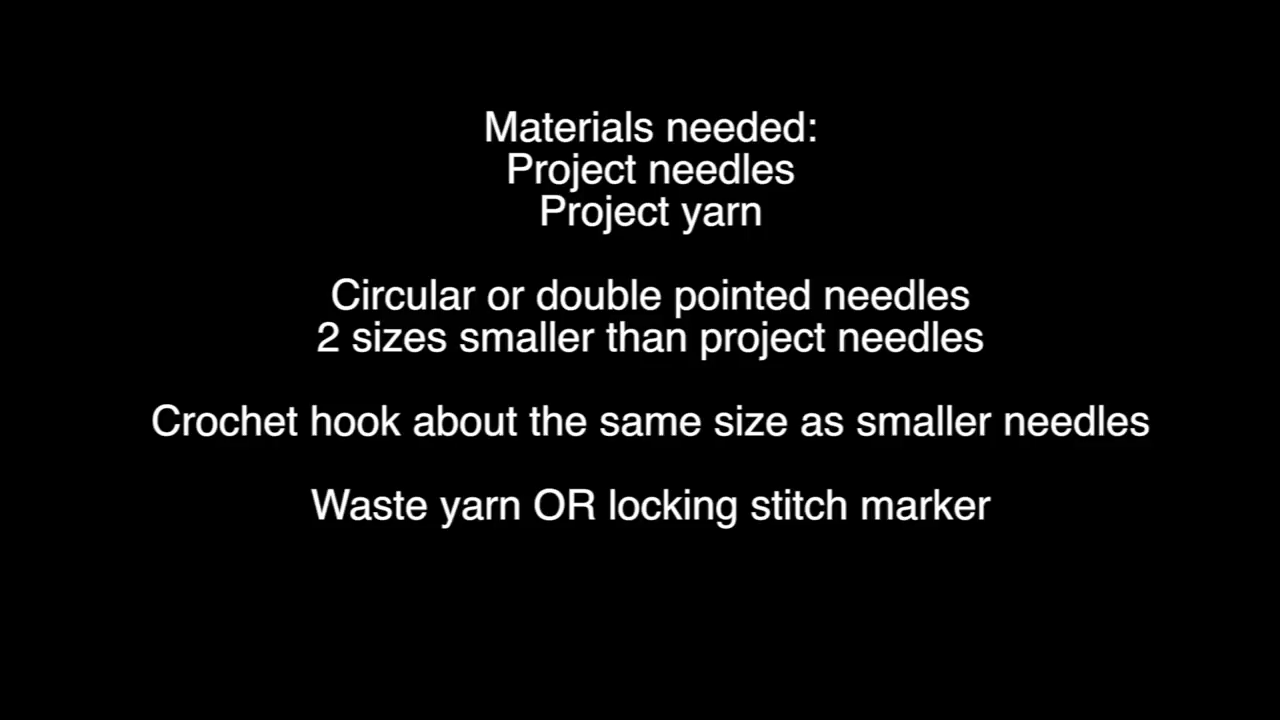 Materials needed:
Project needles
Project yarn
Circular or double pointed needles
2 sizes smaller than project needles
Crochet hook about the same size as smaller needles
Waste yarn OR locking stitch marker